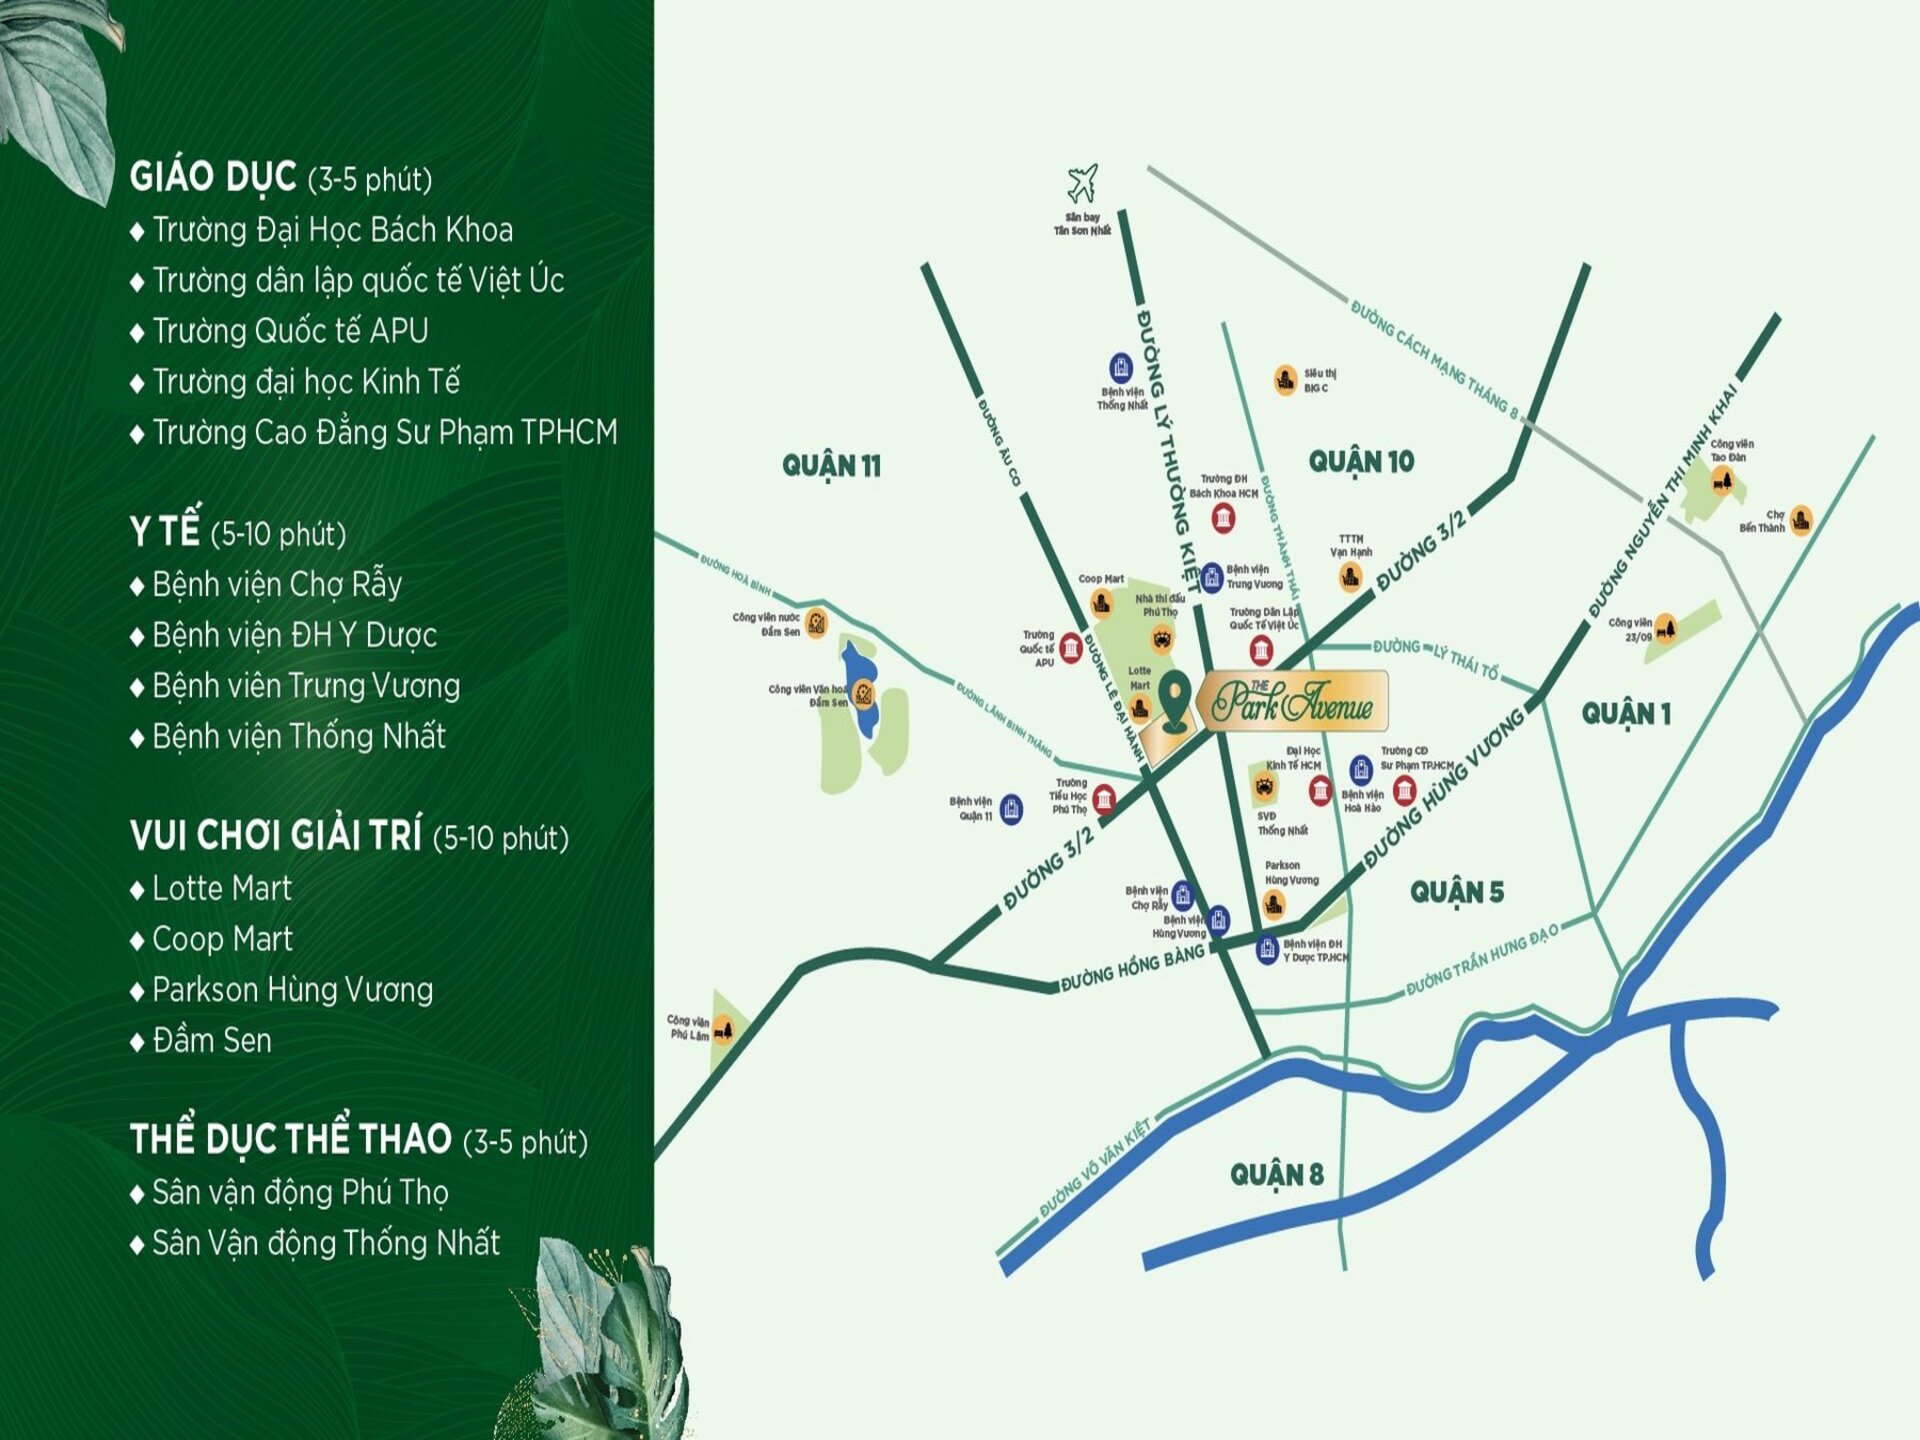 GIÁO DỤC (3-5 phút)
♦ Trường Đại Học Bách Khoa
♦ Trường dân lập quốc tế Việt Úc
♦ Trường Quốc tế APU
♦ Trường đại học Kinh Tế
♦ Trường Cao Đẳng Sư Phạm TPHCM
Y TẾ (5-10 phút)
♦ Bệnh viện Chợ Rẫy
♦ Bệnh viện ĐH Y Dược
♦ Bệnh viên Trưng Vương
♦ Bệnh viện Thống Nhất
VUI CHƠI GIẢI TRÍ (5-10 phút)
♦ Lotte Mart
♦ Coop Mart
♦ Parkson Hùng Vương
♦ Đầm Sen
THỂ DỤC THỂ THAO (3-5 phút)
♦ Sân vận động Phú Thọ
♦ Sân Vận động Thống Nhất
Sân bay
Tân Sơn Nhất
ĐƯỜNG CÁCH MẠNG THÁNG 8
ĐƯỜNG LÝ THƯỜNG KIỆT
Bệnh viện
Thống Nhất
Siêu thị
BIG C
ĐƯỜNG ÂU CƠ
QUẬN 11
QUẬN 10
ĐƯỜNG NGUYỄN THỊ MINH KHAI
Công viên
Tao Đàn
Chợ
Bến Thành
Trường ĐH
Bách Khoa HCM
ĐƯỜNG THÀNH THÁI
TTTM
Vạn Hạnh
ĐƯỜNG 3/2
ĐƯỜNG HOÀ BÌNH
Công viên nước
Đầm Sen
Coop Mart
Nhà thi đấu
Phú Thọ
Bệnh viện
Trưng Vương
Trường Dân Lập
Quốc Tế Việt Úc
Trường
Quốc tế
APU
ĐƯỜNG LÊ ĐẠI HÀNH
Lotte
Mart
THE
Park Avenue
ĐƯỜNG LÝ THÁI TỔ
Công viên
23/09
QUẬN 1
Công viên Văn hoá
Đầm Sen
ĐƯỜNG LÃNH BINH THĂNG
Đại Học
Kinh Tế HCM
Trường CĐ
Sư Phạm TP.HCM
Bệnh viện
Hoà Hảo
ĐƯỜNG HÙNG VƯƠNG
Trường
Tiểu Học
Phú Thọ
Bệnh viện
Quận 11
SVĐ
Thống Nhất
ĐƯỜNG 3/2
Parkson
Hùng Vương
QUẬN 5
Bệnh viện
Chợ Rẫy
Bệnh viện
Hùng Vương
Bệnh viện ĐH
Y Dược TP.HCM
ĐƯỜNG HỒNG BÀNG
ĐƯỜNG TRẦN HƯNG ĐẠO
Công viên
Phú Lâm
ĐƯỜNG VÕ VĂN KIỆT
QUẬN 8